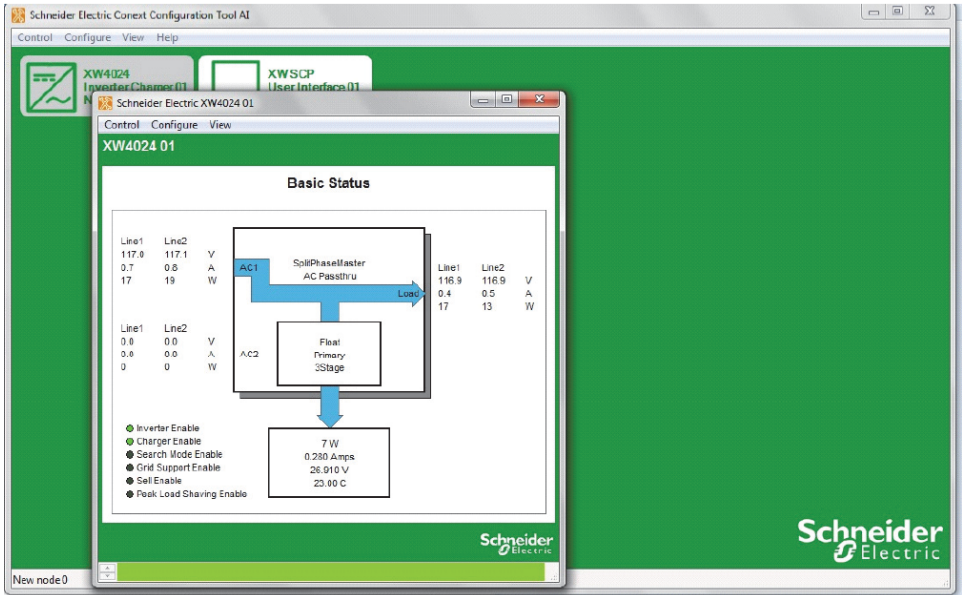 Schneider Electric Conext Configuration Tool AI
Control Configure View Help
XW4024
Inverter Charger 01
N
XWSCP
User Interface 01
Schneider Electric XW4024 01
Control Configure View
XW4024 01
Basic Status
Line1 Line2
117.0 117.1 V
0.7 0.8 A
17 19 W
AC1
SplitPhaseMaster
AC Passthru
Load
Line1 Line2
116.9 116.9 V
0.4 0.5 A
17 13 W
Line1 Line2
0.0 0.0 V
0.0 0.0 A
0 0 W
AC2
Float
Primary
3Stage
Inverter Enable
Charger Enable
Search Mode Enable
Grid Support Enable
Sell Enable
Peak Load Shaving Enable
7 W
0.280 Amps
26.910 V
23.00 C
Schneider
Electric
Schneider
Electric
New node 0